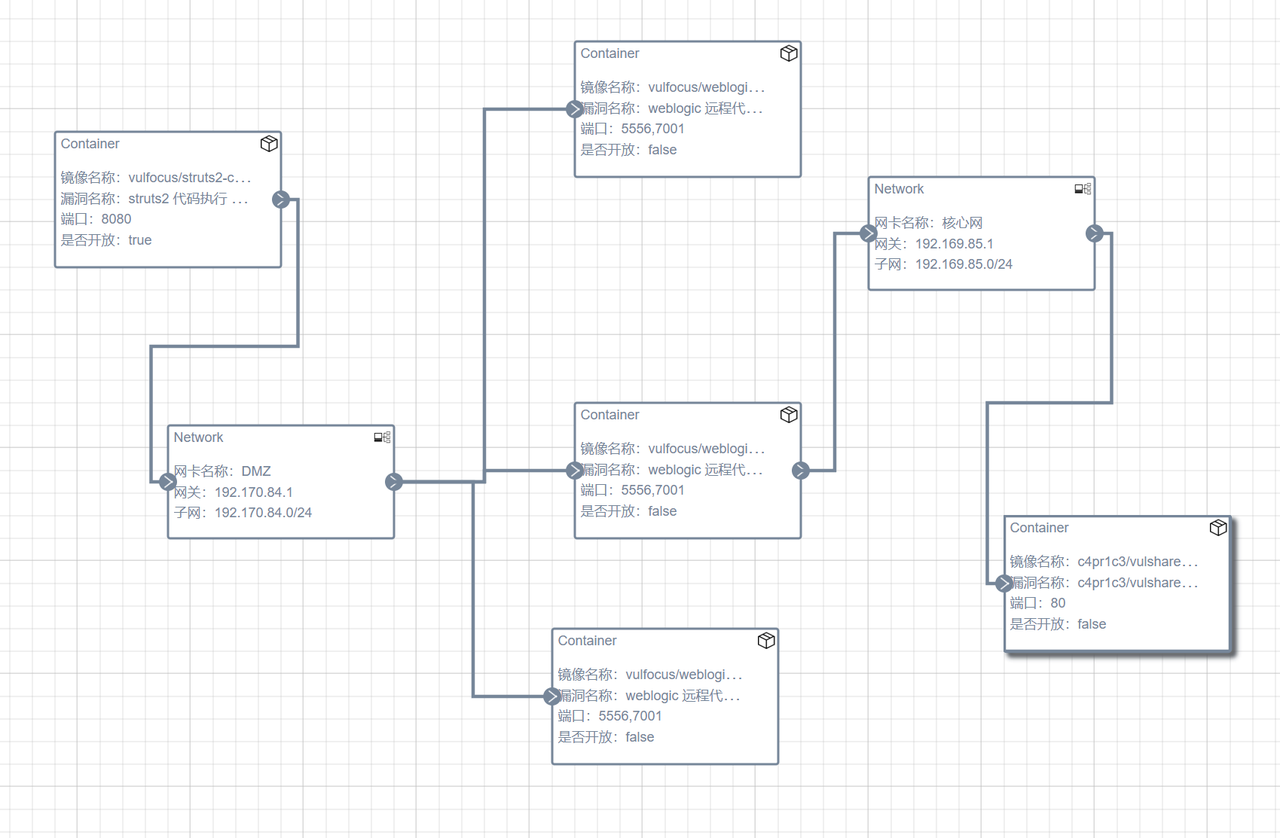 Container
镜像名称：vulfocus/struts2-c...
漏洞名称：struts2 代码执行 ...
端口：8080
是否开放：true
Network
网卡名称：DMZ
网关：192.170.84.1
子网：192.170.84.0/24
Container
镜像名称：vulfocus/weblogi...
漏洞名称：weblogic 远程代...
端口：5556,7001
是否开放：false
Container
镜像名称：vulfocus/weblogi...
漏洞名称：weblogic 远程代...
端口：5556,7001
是否开放：false
Container
镜像名称：vulfocus/weblogi...
漏洞名称：weblogic 远程代...
端口：5556,7001
是否开放：false
Network
网卡名称：核心网
网关：192.169.85.1
子网：192.169.85.0/24
Container
镜像名称：c4pr1c3/vulshare...
漏洞名称：c4pr1c3/vulshare...
端口：80
是否开放：false